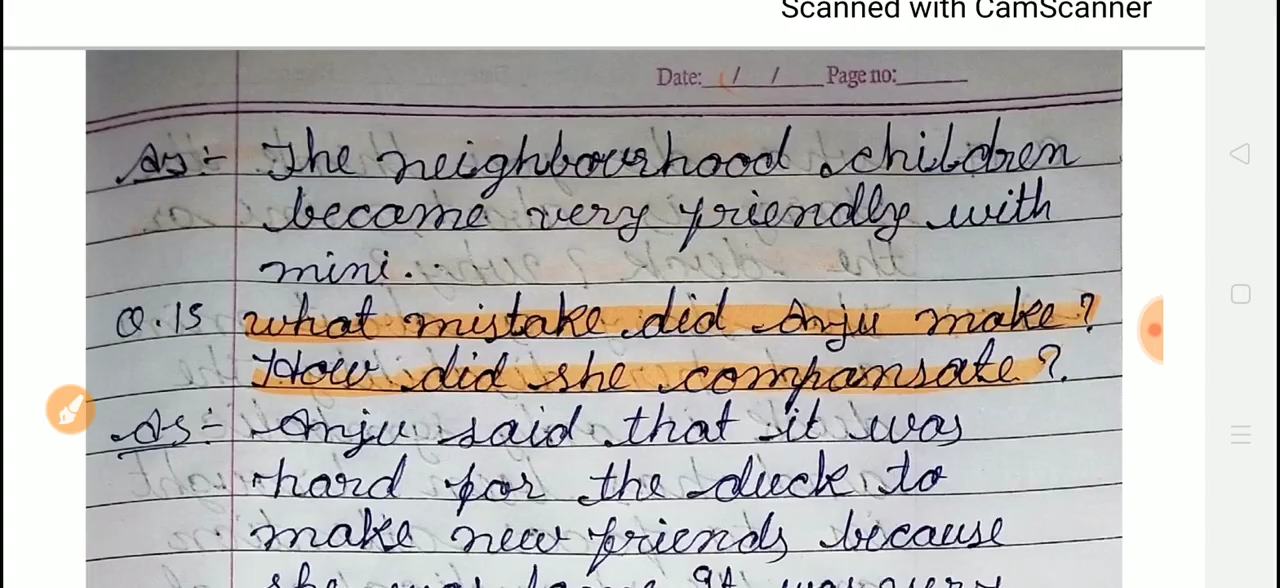 Scanned with CamScanner
Date: / / Page no:
As :- The neighbourhood children
became very friendly with
mini.
Q.15 what mistake did Anju make?
How did she compansate?
As :- Anju said that it was
hard for the duck to
make new friends because
she was